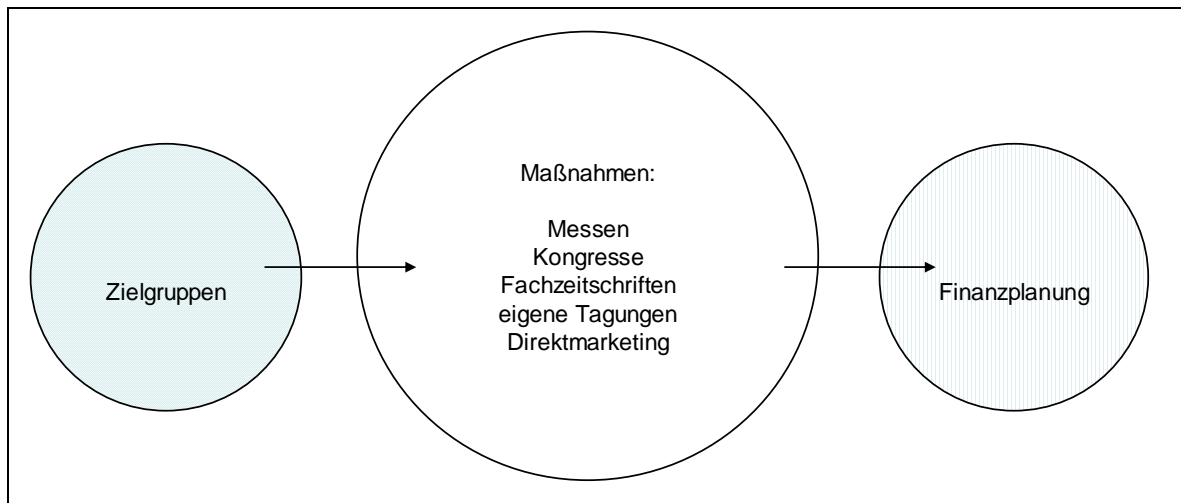 Zielgruppen
Maßnahmen:
Messen
Kongresse
Fachzeitschriften
eigene Tagungen
Direktmarketing
Finanzplanung